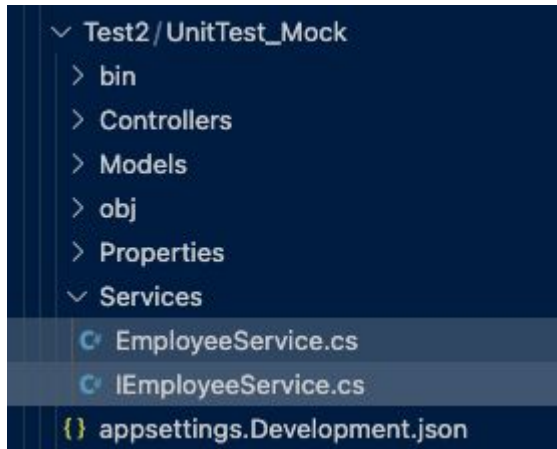 Test2/UnitTest_Mock
bin
Controllers
Models
obj
Properties
Services
C# EmployeeService.cs
C# IEmployeeService.cs
{} appsettings.Development.json